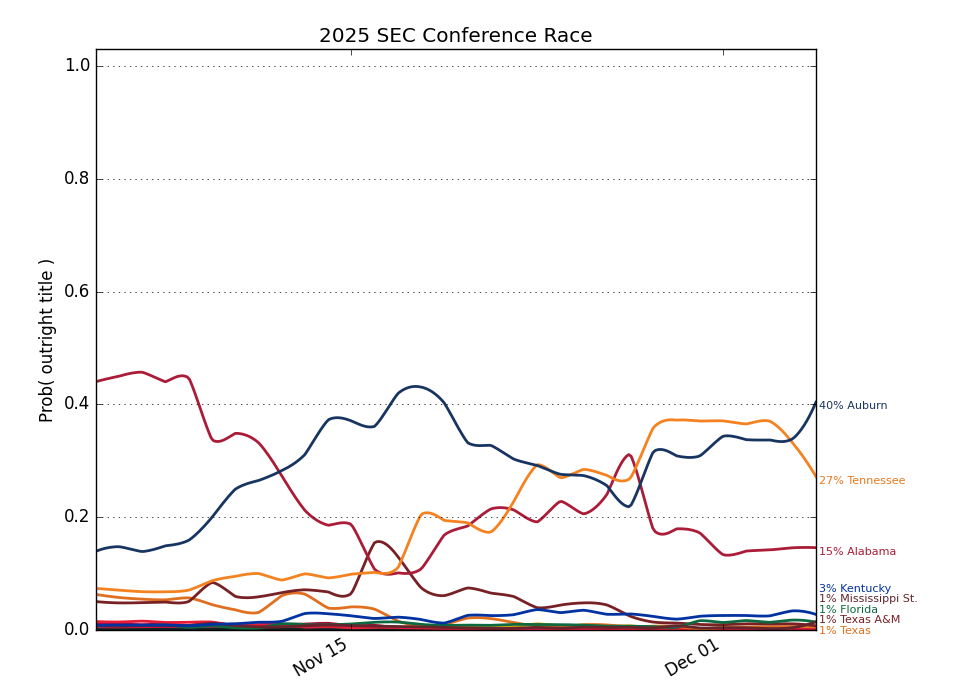 2025 SEC Conference Race
Prob( outright title )
1.0
0.8
0.6
0.4
0.2
0.0
Nov 15
Dec 01
40% Auburn
27% Tennessee
15% Alabama
3% Kentucky
1% Mississippi St.
1% Florida
1% Texas A&M
1% Texas